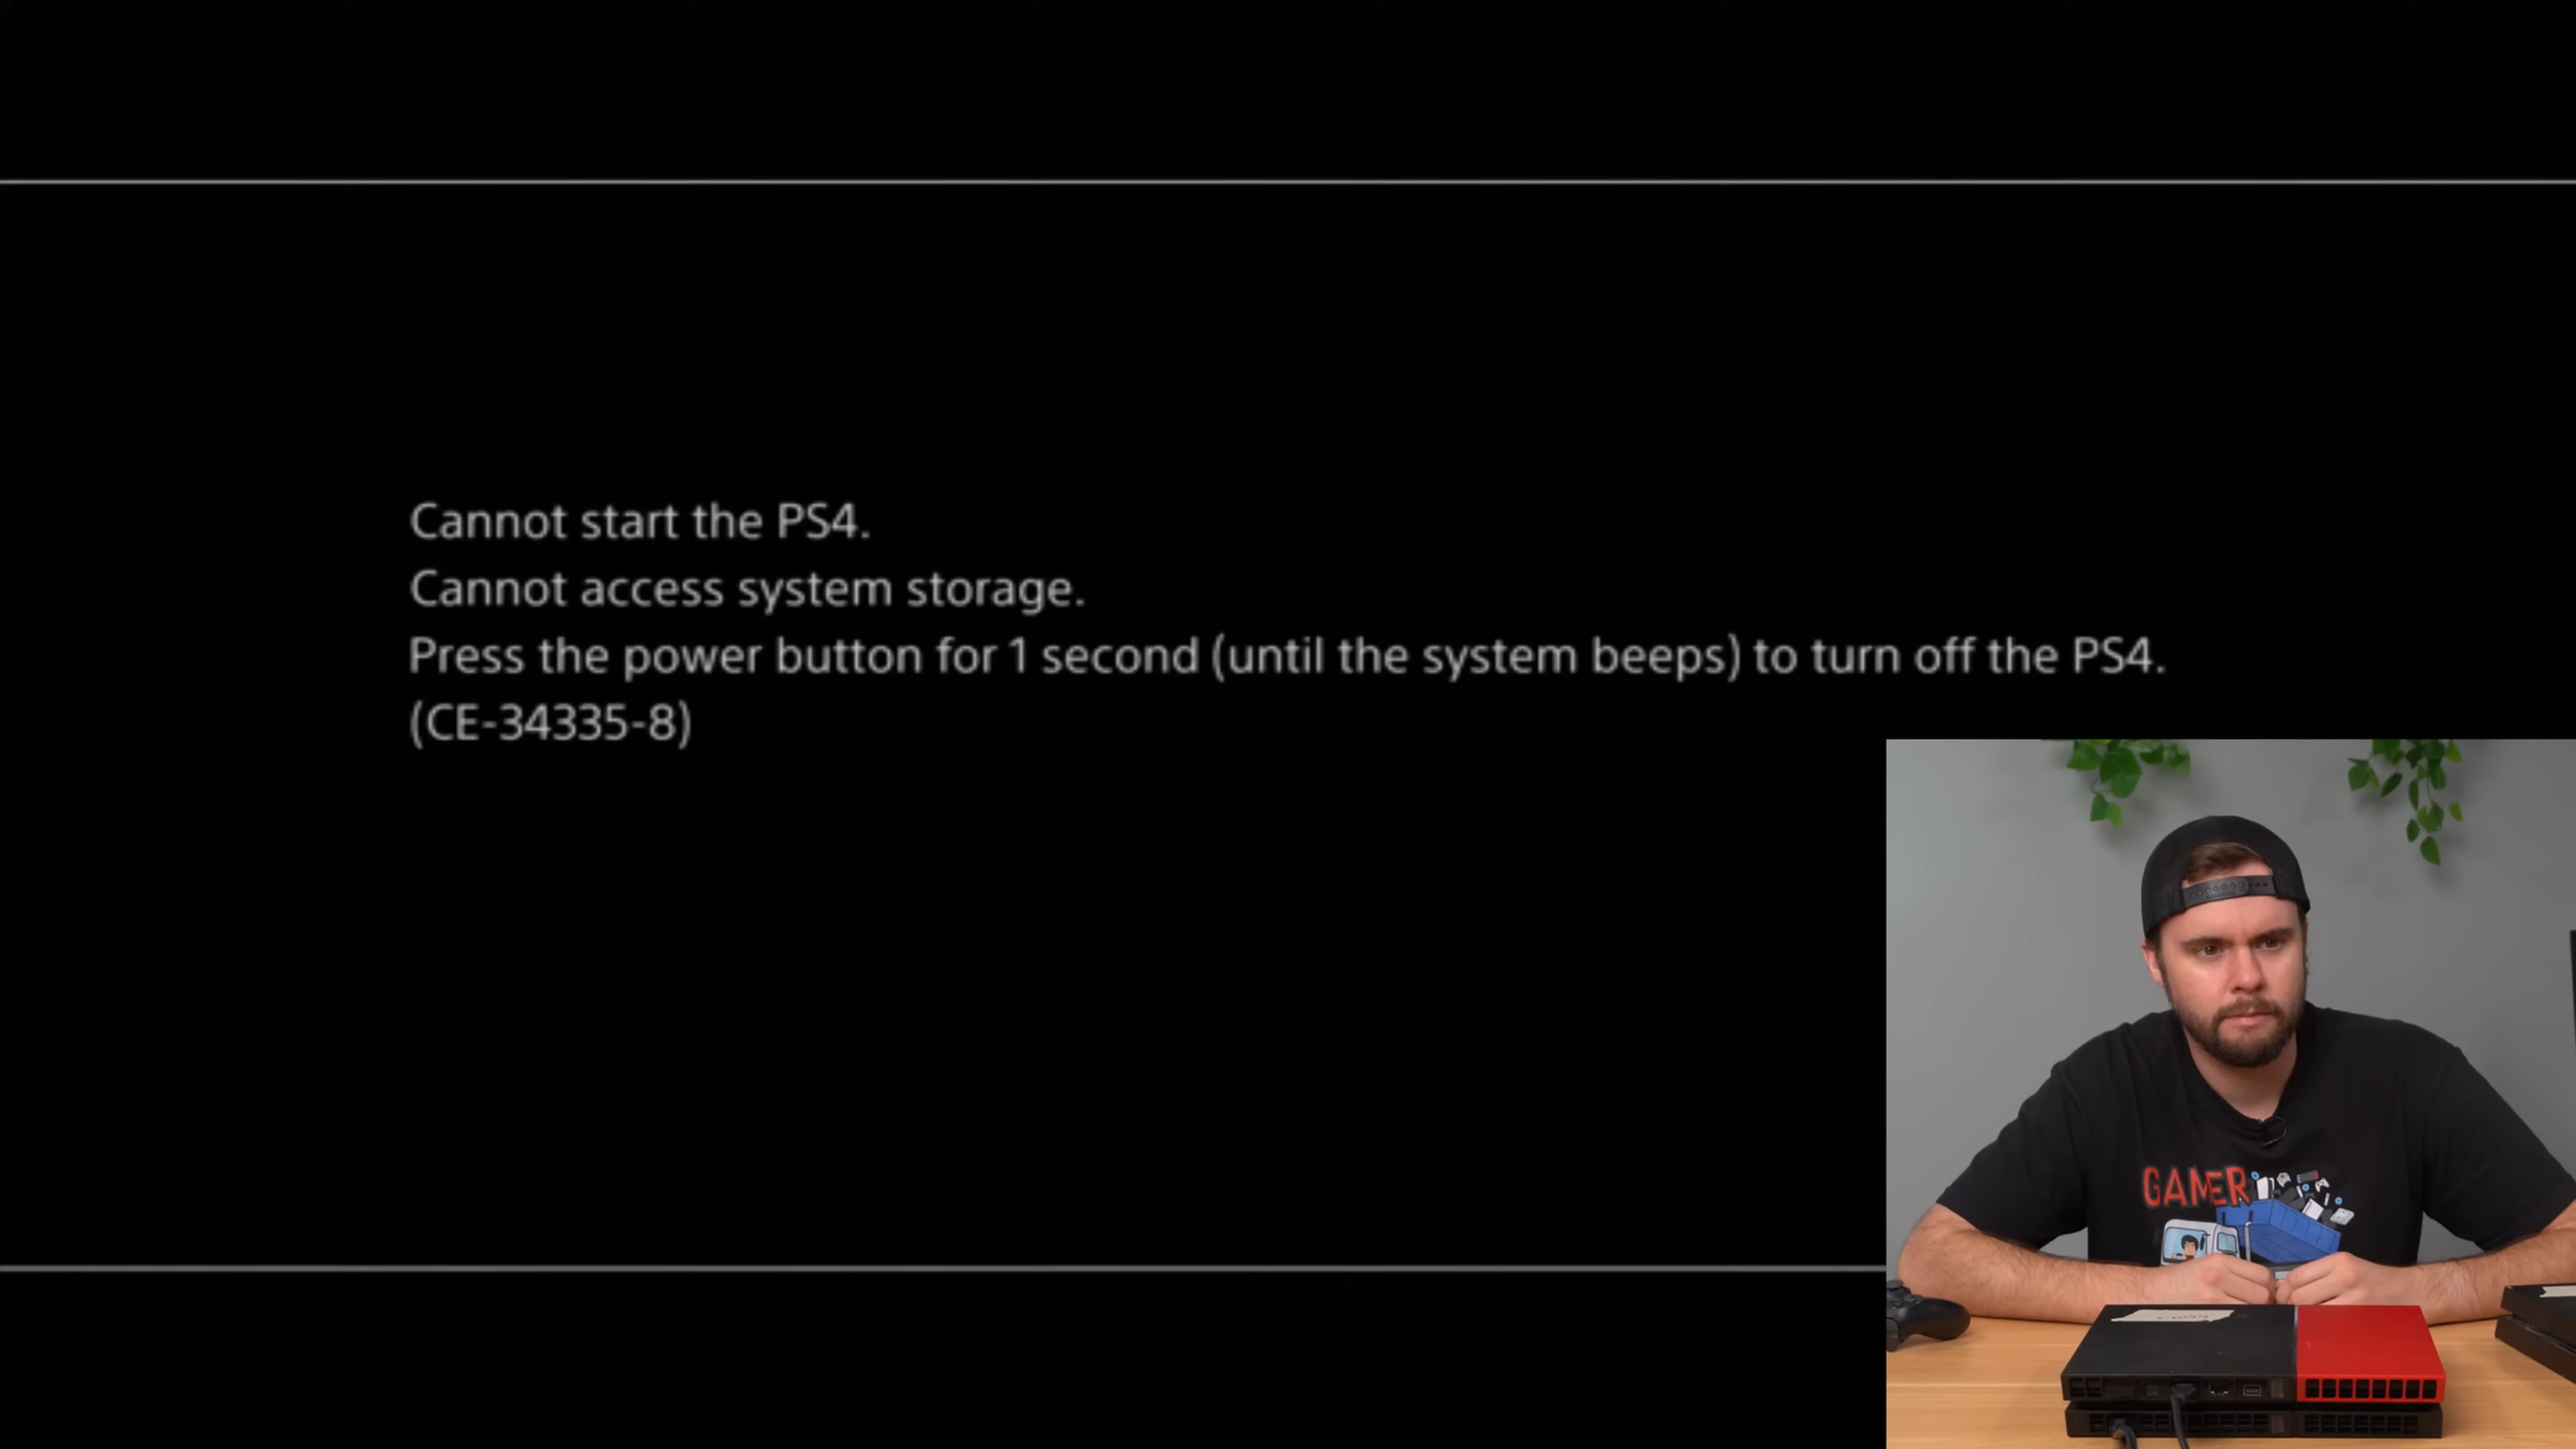 Cannot start the PS4.
Cannot access system storage.
Press the power button for 1 second (until the system beeps) to turn off the PS4.
(CE-34335-8)
GAMER